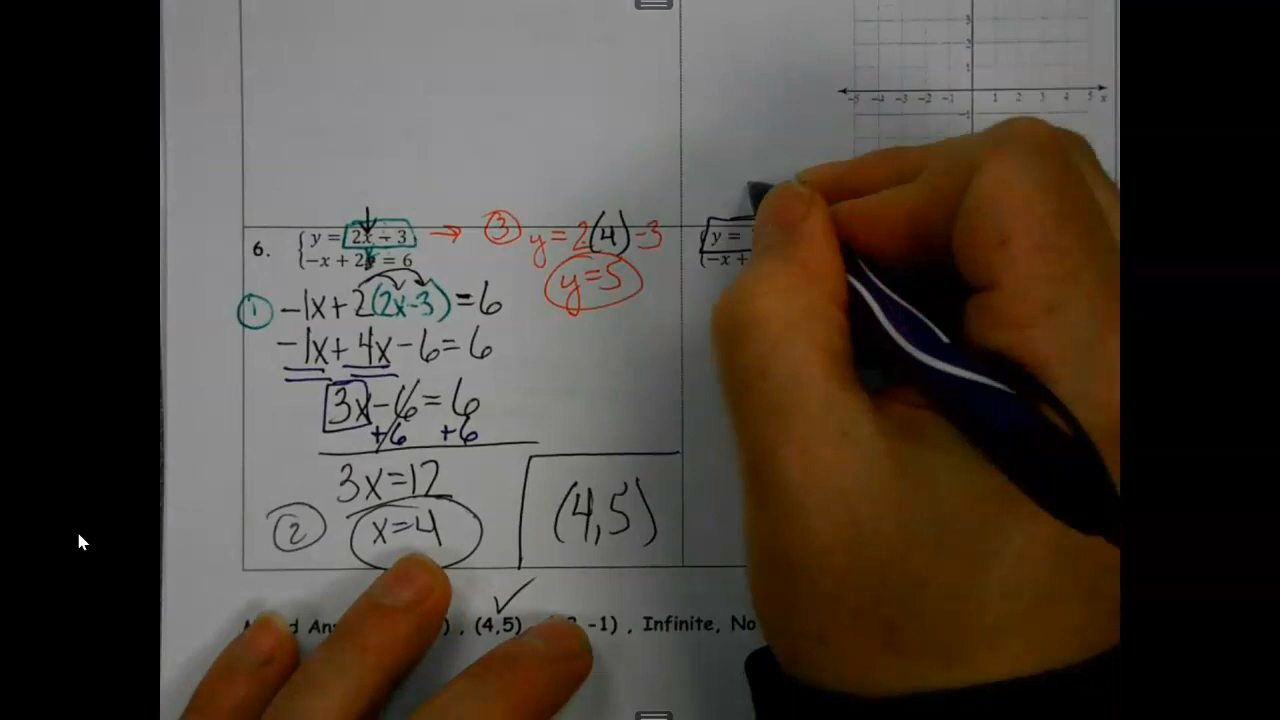 3
2
1
-5 -4 -3 -2 -1 1 2 3 4 5 x
-1
6. y = 2x - 3 → ③ y = 2(4) - 3
-x + 2y = 6 y = 5
① -1x + 2(2x-3) = 6
-1x + 4x - 6 = 6
3x - 6 = 6
+6 +6
3x = 12
② x = 4 (4,5)
y =
-x +
✓
) , (4,5) -1) , Infinite, No